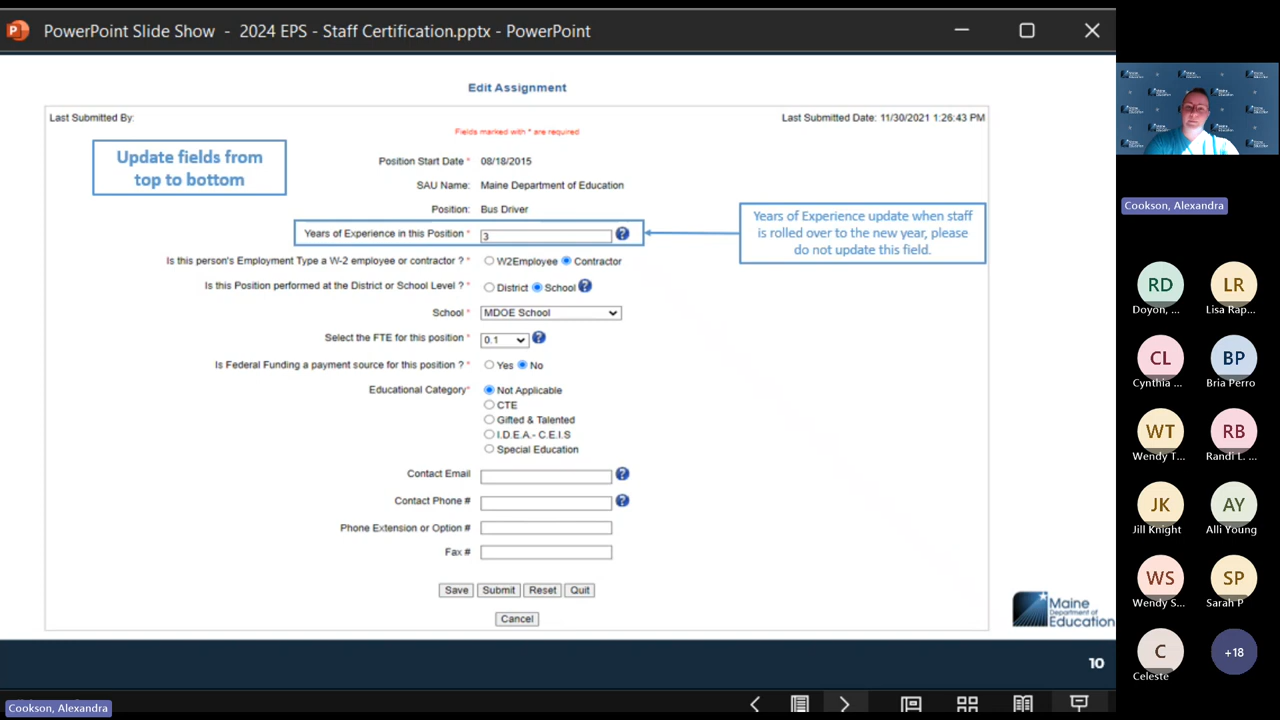 PowerPoint Slide Show - 2024 EPS - Staff Certification.pptx - PowerPoint
Edit Assignment
Last Submitted By:
Last Submitted Date: 11/30/2021 1:26:43 PM
Fields marked with * are required
Update fields from
top to bottom
Position Start Date * 08/18/2015
SAU Name: Maine Department of Education
Position: Bus Driver
Years of Experience in this Position * 3
Years of Experience update when staff
is rolled over to the new year, please
do not update this field.
Is this person's Employment Type a W-2 employee or contractor ? * W2Employee Contractor
Is this Position performed at the District or School Level ? * District School
School * MDOE School
Select the FTE for this position * 0.1
Is Federal Funding a payment source for this position ? * Yes No
Educational Category * Not Applicable
CTE
Gifted & Talented
I.D.E.A.- C.E.I.S
Special Education
Contact Email
Contact Phone #
Phone Extension or Option #
Fax #
Save Submit Reset Quit
Cancel
Maine
Department of
Education
10
Cookson, Alexandra
Cookson, Alexandra
RD LR
Doyon, ... Lisa Rap...
CL BP
Cynthia ... Bria Perro
WT RB
Wendy T... Randi L. ...
JK AY
Jill Knight Alli Young
WS SP
Wendy S... Sarah P
C +18
Celeste